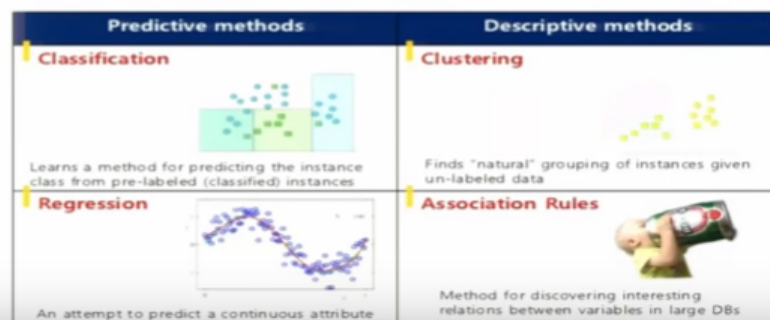 Predictive methods
Descriptive methods
Classification
Learns a method for predicting the instance
class from pre-labeled (classified) instances
Clustering
Finds "natural" grouping of instances given
un-labeled data
Regression
An attempt to predict a continuous attribute
Association Rules
Method for discovering interesting
relations between variables in large DBs